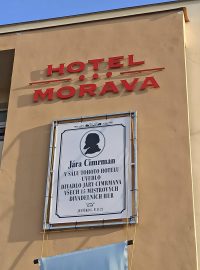 HOTEL
MORAVA
Jára Cimrman
V SÁLE TOHOTO HOTELU
UVEDLO
DIVADLO JÁRY CIMRMANA
VŠECH 15 MISTROVÝCH
DIVADELNÍCH HER